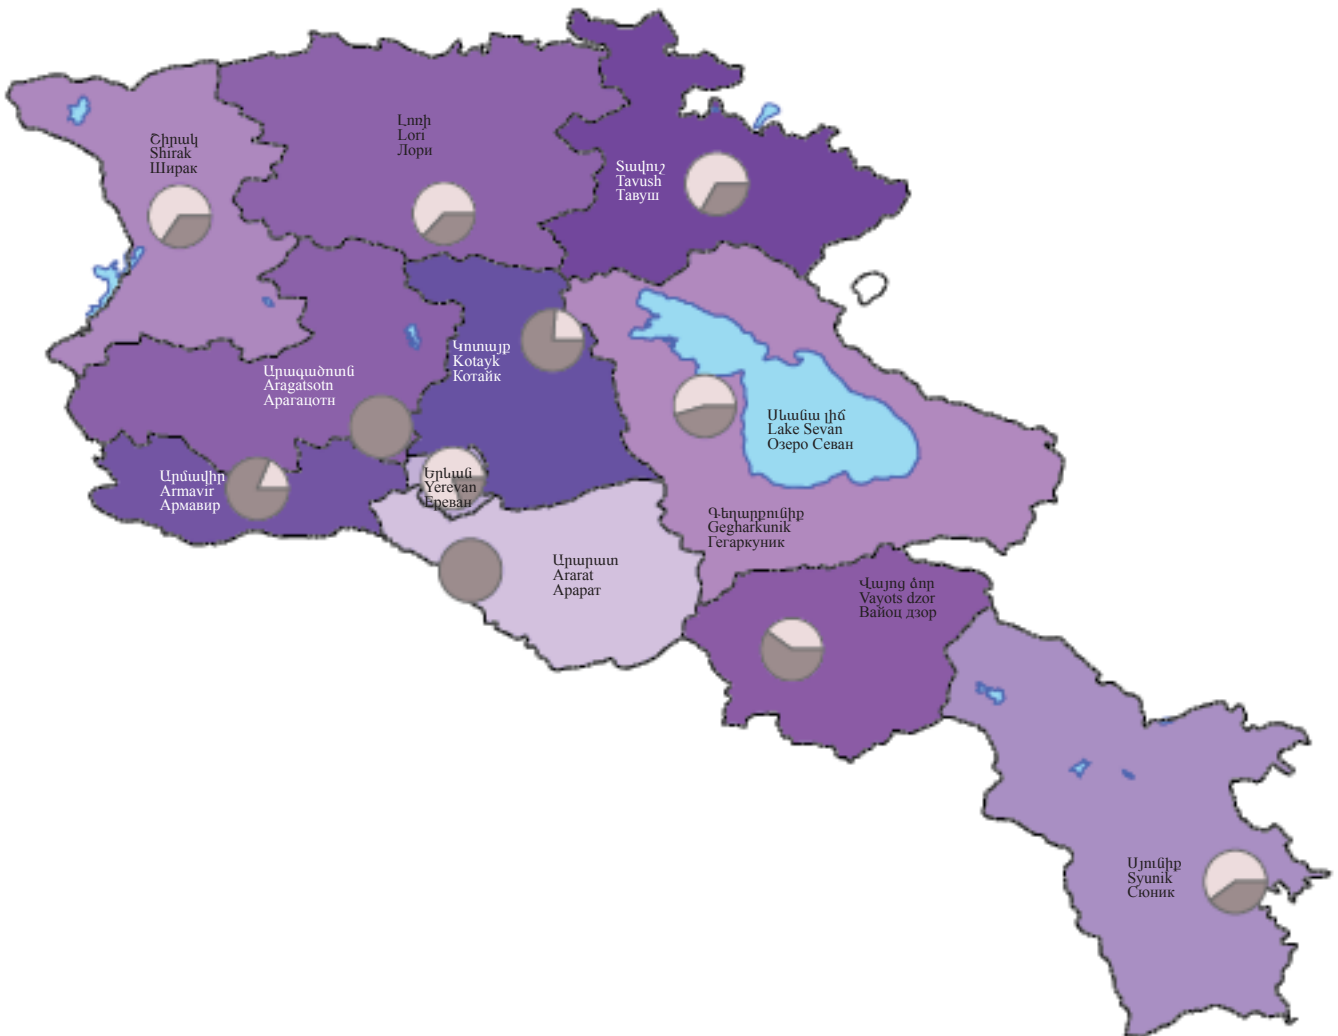 Շիրակ
Shirak
Ширак
Լոռի
Lori
Лори
Տավուշ
Tavush
Тавуш
Կոտայք
Kotayk
Котайк
Արագածոտն
Aragatsotn
Арагацотн
Արմավիր
Armavir
Армавир
Երևան
Yerevan
Ереван
Սևանա լիճ
Lake Sevan
Озеро Севан
Գեղարքունիք
Gegharkunik
Гегаркуник
Արարատ
Ararat
Арарат
Վայոց ձոր
Vayots dzor
Вайоц дзор
Սյունիք
Syunik
Сюник